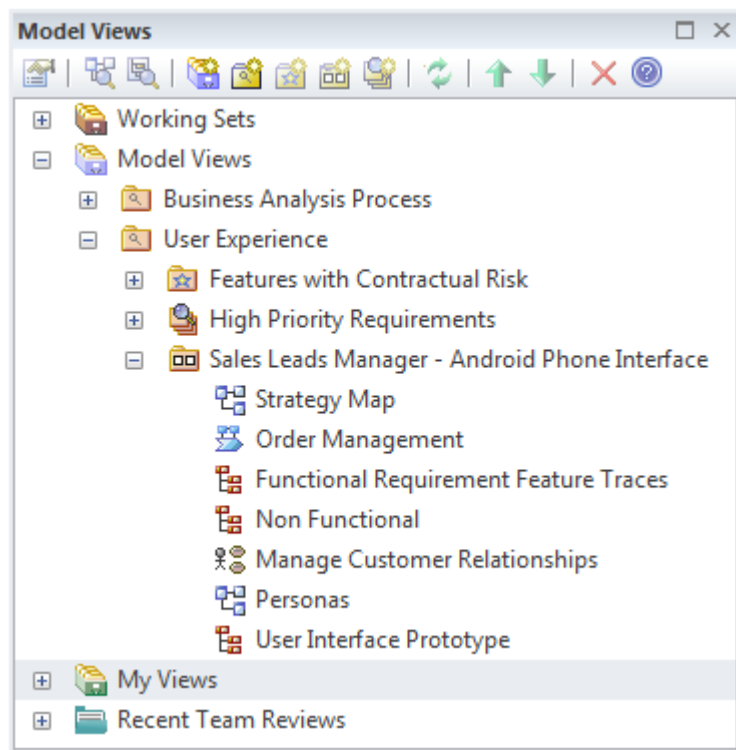 Model Views
Working Sets
Model Views
Business Analysis Process
User Experience
Features with Contractual Risk
High Priority Requirements
Sales Leads Manager - Android Phone Interface
Strategy Map
Order Management
Functional Requirement Feature Traces
Non Functional
Manage Customer Relationships
Personas
User Interface Prototype
My Views
Recent Team Reviews